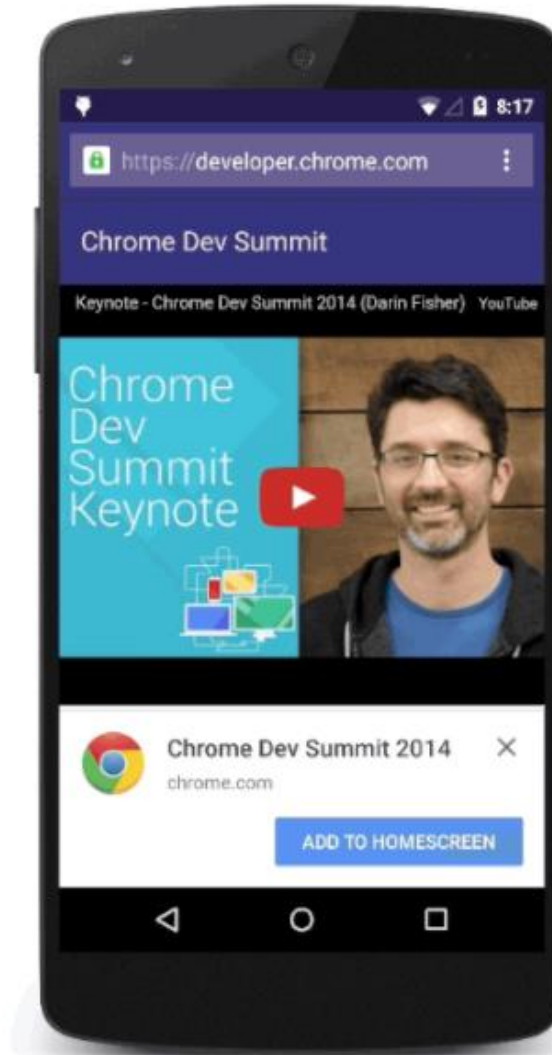 8:17
https://developer.chrome.com
Chrome Dev Summit
Keynote - Chrome Dev Summit 2014 (Darin Fisher) YouTube
Chrome
Dev
Summit
Keynote
Chrome Dev Summit 2014
chrome.com
ADD TO HOMESCREEN